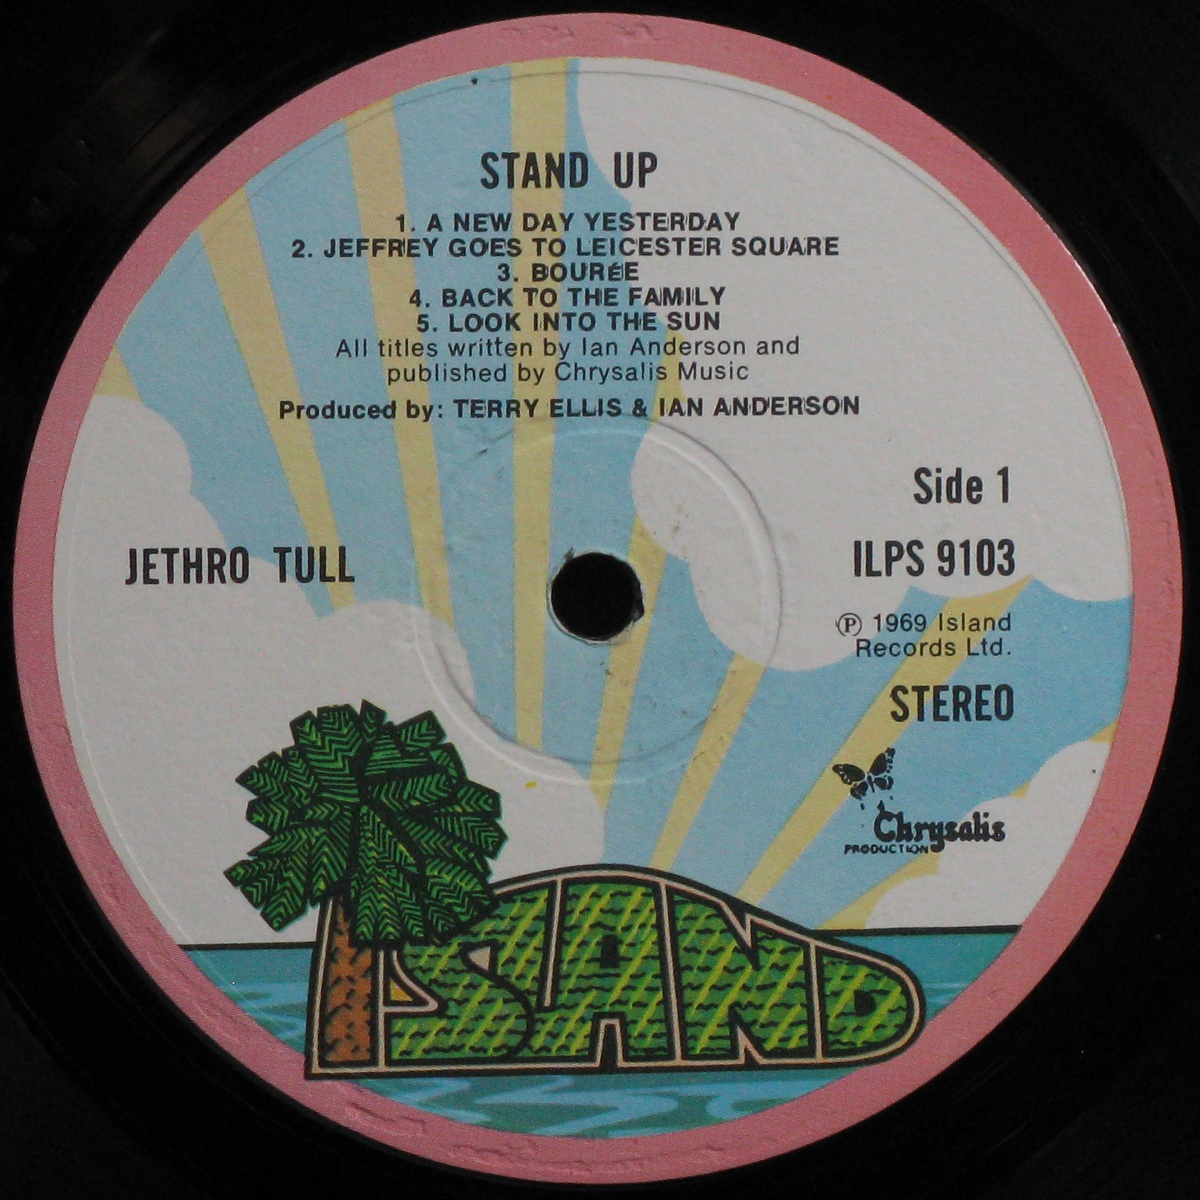 STAND UP
1. A NEW DAY YESTERDAY
2. JEFFREY GOES TO LEICESTER SQUARE
3. BOURÉE
4. BACK TO THE FAMILY
5. LOOK INTO THE SUN
All titles written by Ian Anderson and
published by Chrysalis Music
Produced by: TERRY ELLIS & IAN ANDERSON
Side 1
JETHRO TULL
ILPS 9103
Ⓟ 1969 Island
Records Ltd.
STEREO
Chrysalis
PRODUCTION
ISLAND